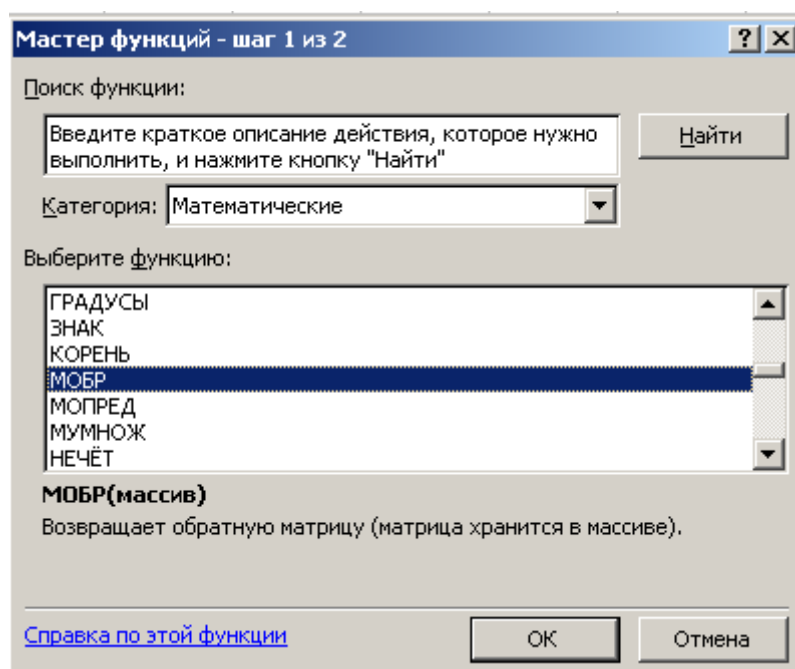 Мастер функций - шаг 1 из 2
Поиск функции:
Введите краткое описание действия, которое нужно
выполнить, и нажмите кнопку "Найти"
Найти
Категория: Математические
Выберите функцию:
ГРАДУСЫ
ЗНАК
КОРЕНЬ
МОБР
МОПРЕД
МУМНОЖ
НЕЧЁТ
МОБР(массив)
Возвращает обратную матрицу (матрица хранится в массиве).
Справка по этой функции
ОК
Отмена